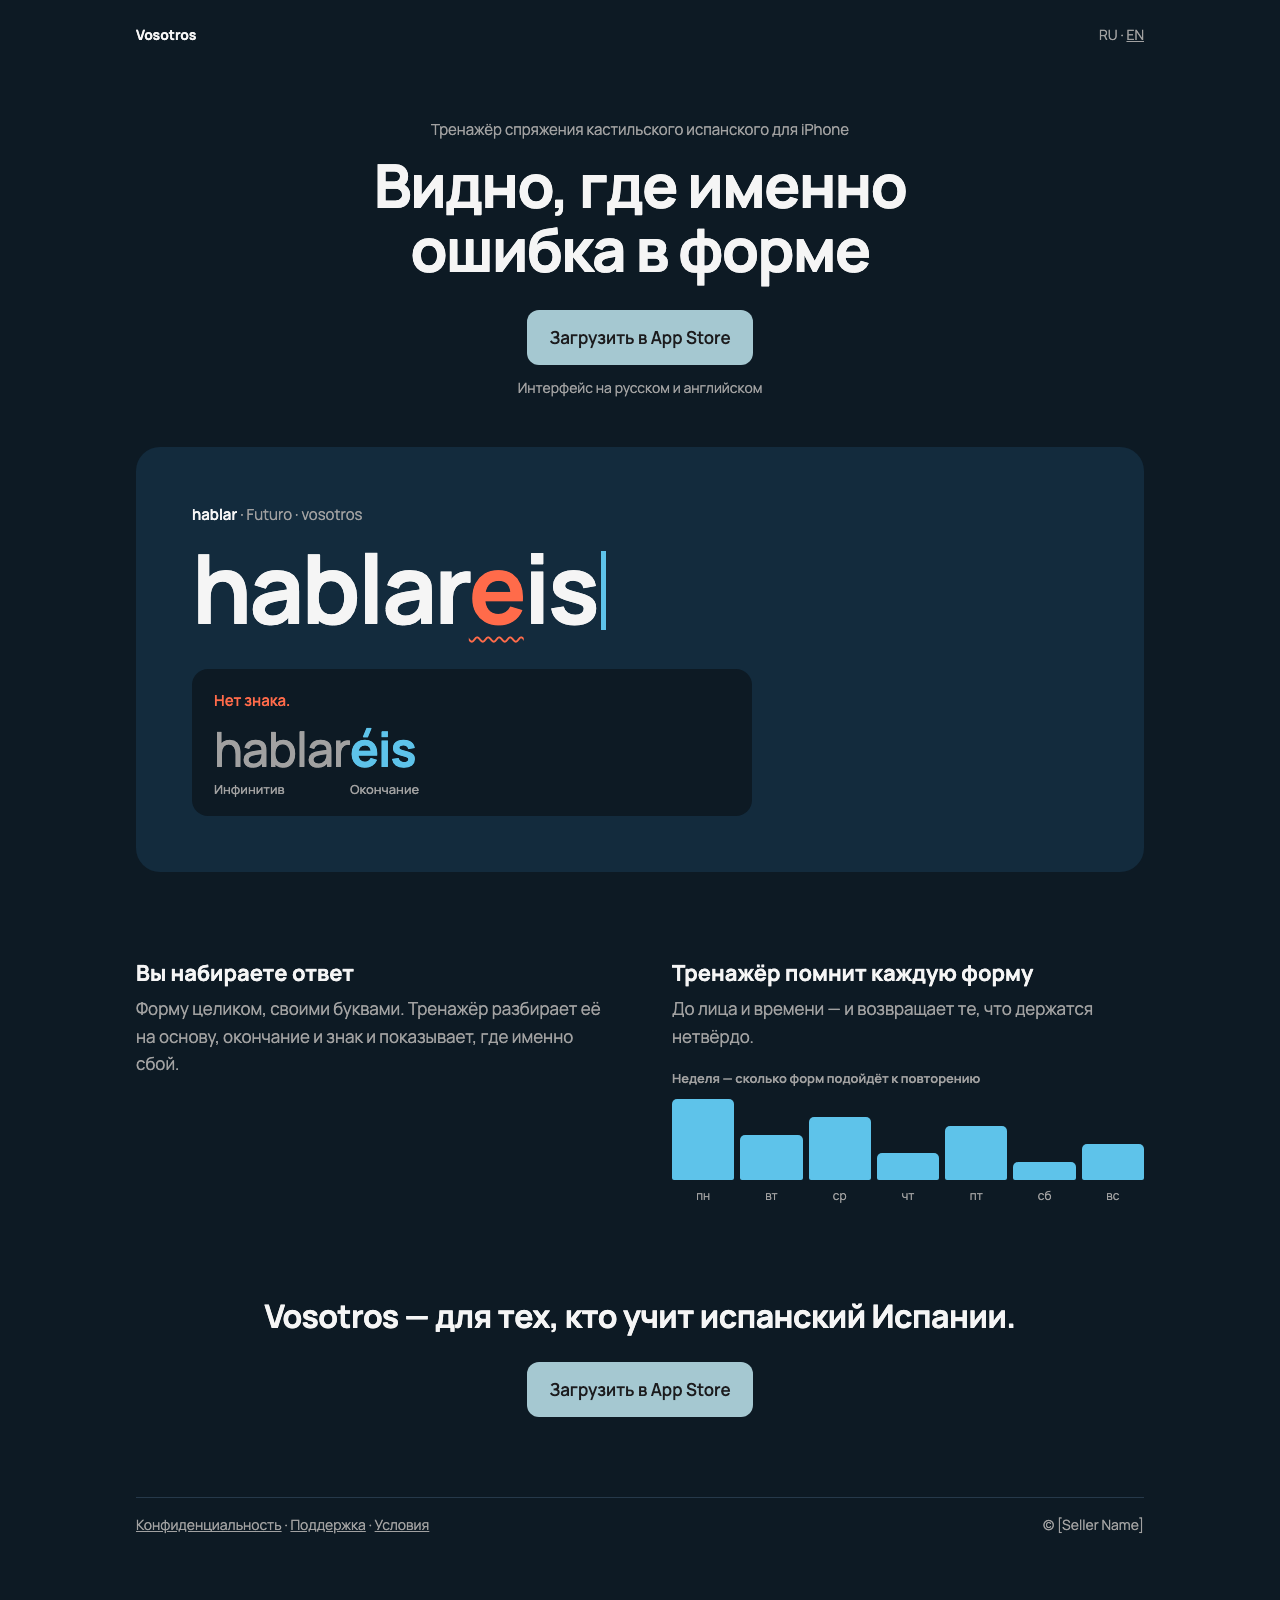 Vosotros
RU · EN
Тренажёр спряжения кастильского испанского для iPhone
Видно, где именно
ошибка в форме
Загрузить в App Store
Интерфейс на русском и английском
hablar · Futuro · vosotros
hablareis
Нет знака.
hablaréis
Инфинитив Окончание
Вы набираете ответ
Форму целиком, своими буквами. Тренажёр разбирает её
на основу, окончание и знак и показывает, где именно
сбой.
Тренажёр помнит каждую форму
До лица и времени — и возвращает те, что держатся
нетвёрдо.
Неделя — сколько форм подойдёт к повторению
пн вт ср чт пт сб вс
Vosotros — для тех, кто учит испанский Испании.
Загрузить в App Store
Конфиденциальность · Поддержка · Условия
© [Seller Name]